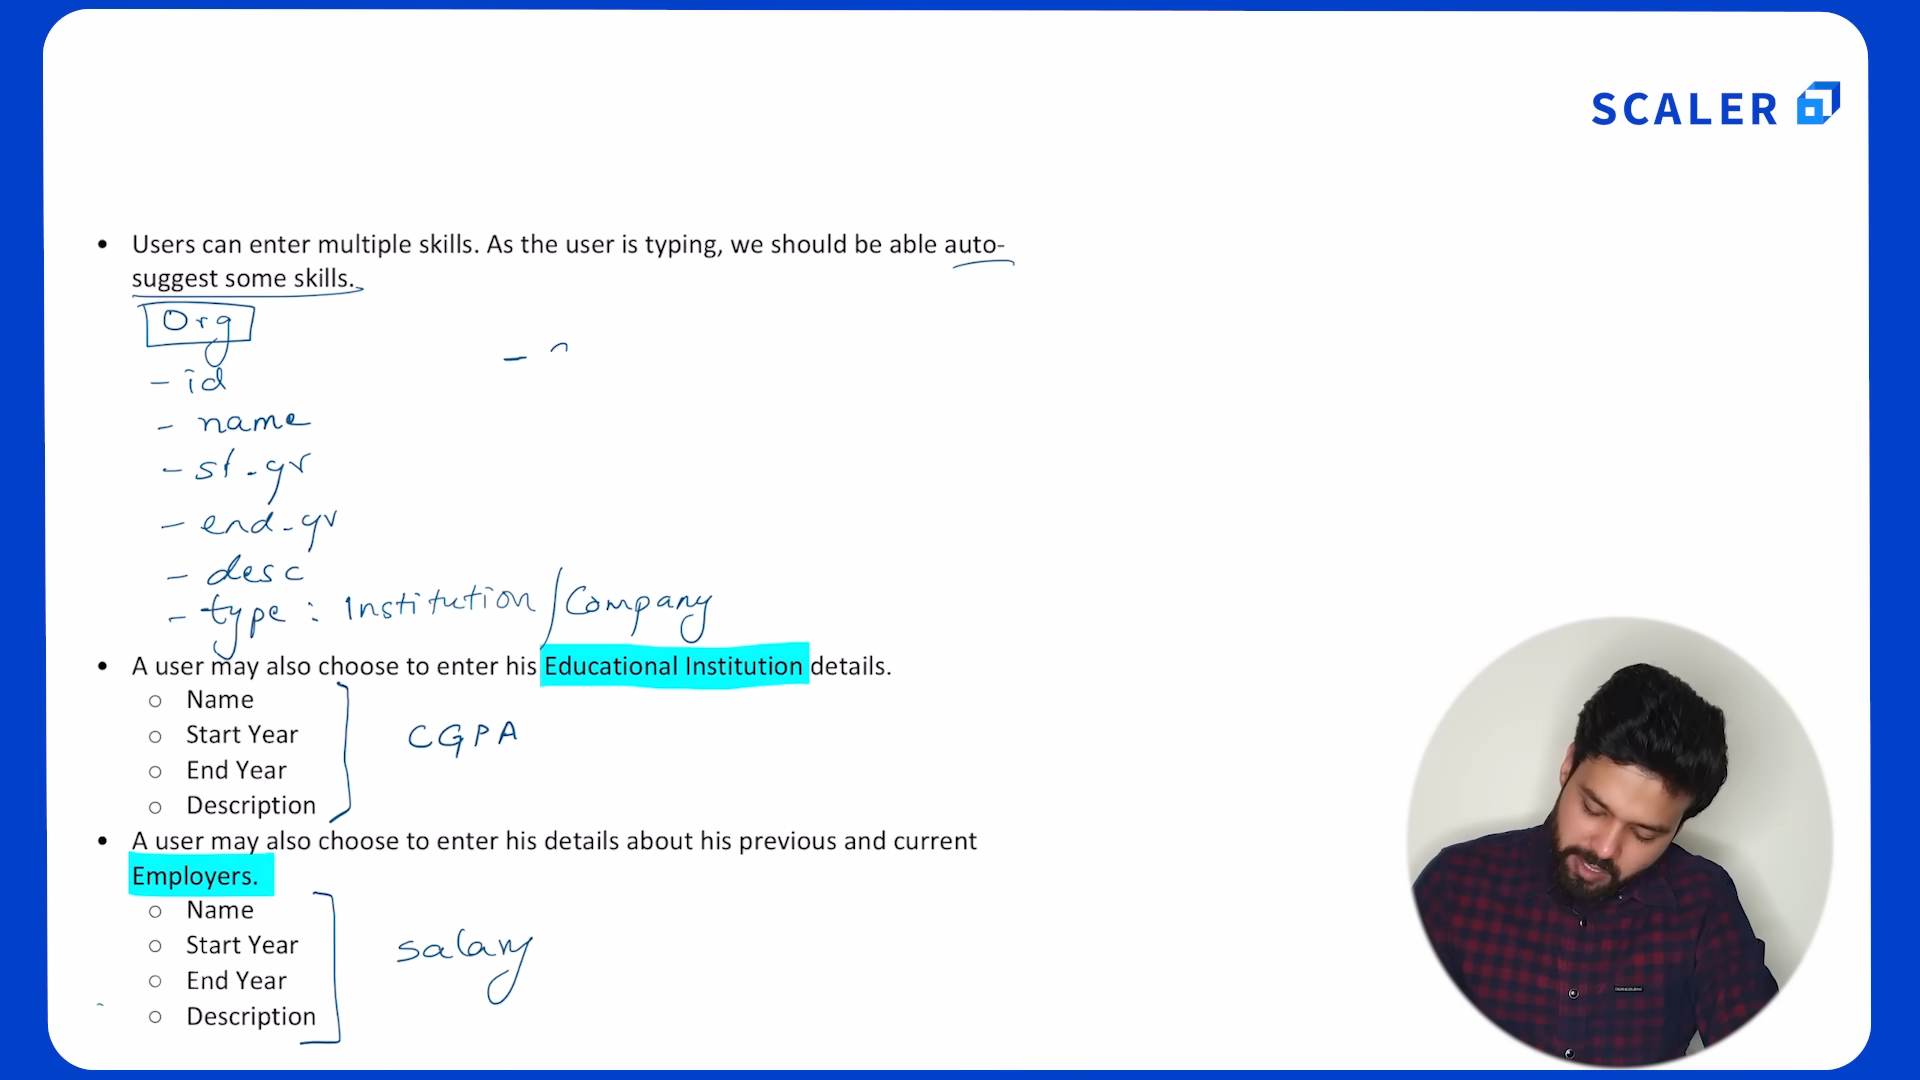 SCALER
• Users can enter multiple skills. As the user is typing, we should be able auto-
suggest some skills.
Org
- id
- name
- st-yr
- end-yr
- desc
- type : Institution/Company
• A user may also choose to enter his Educational Institution details.
○ Name
○ Start Year
○ End Year
○ Description
CGPA
• A user may also choose to enter his details about his previous and current
Employers.
○ Name
○ Start Year
○ End Year
○ Description
salary